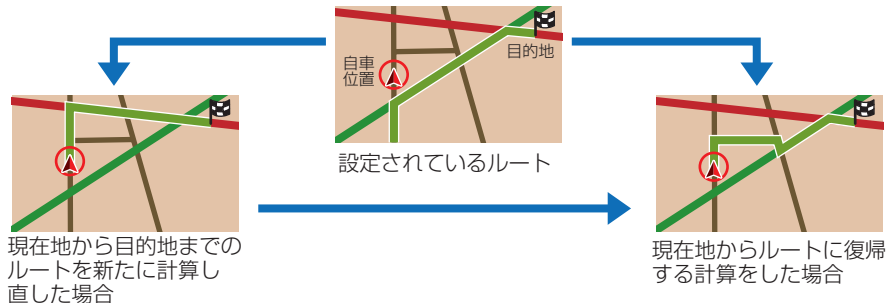 自車
位置
目的地
設定されているルート
現在地から目的地までの
ルートを新たに計算し
直した場合
現在地からルートに復帰
する計算をした場合